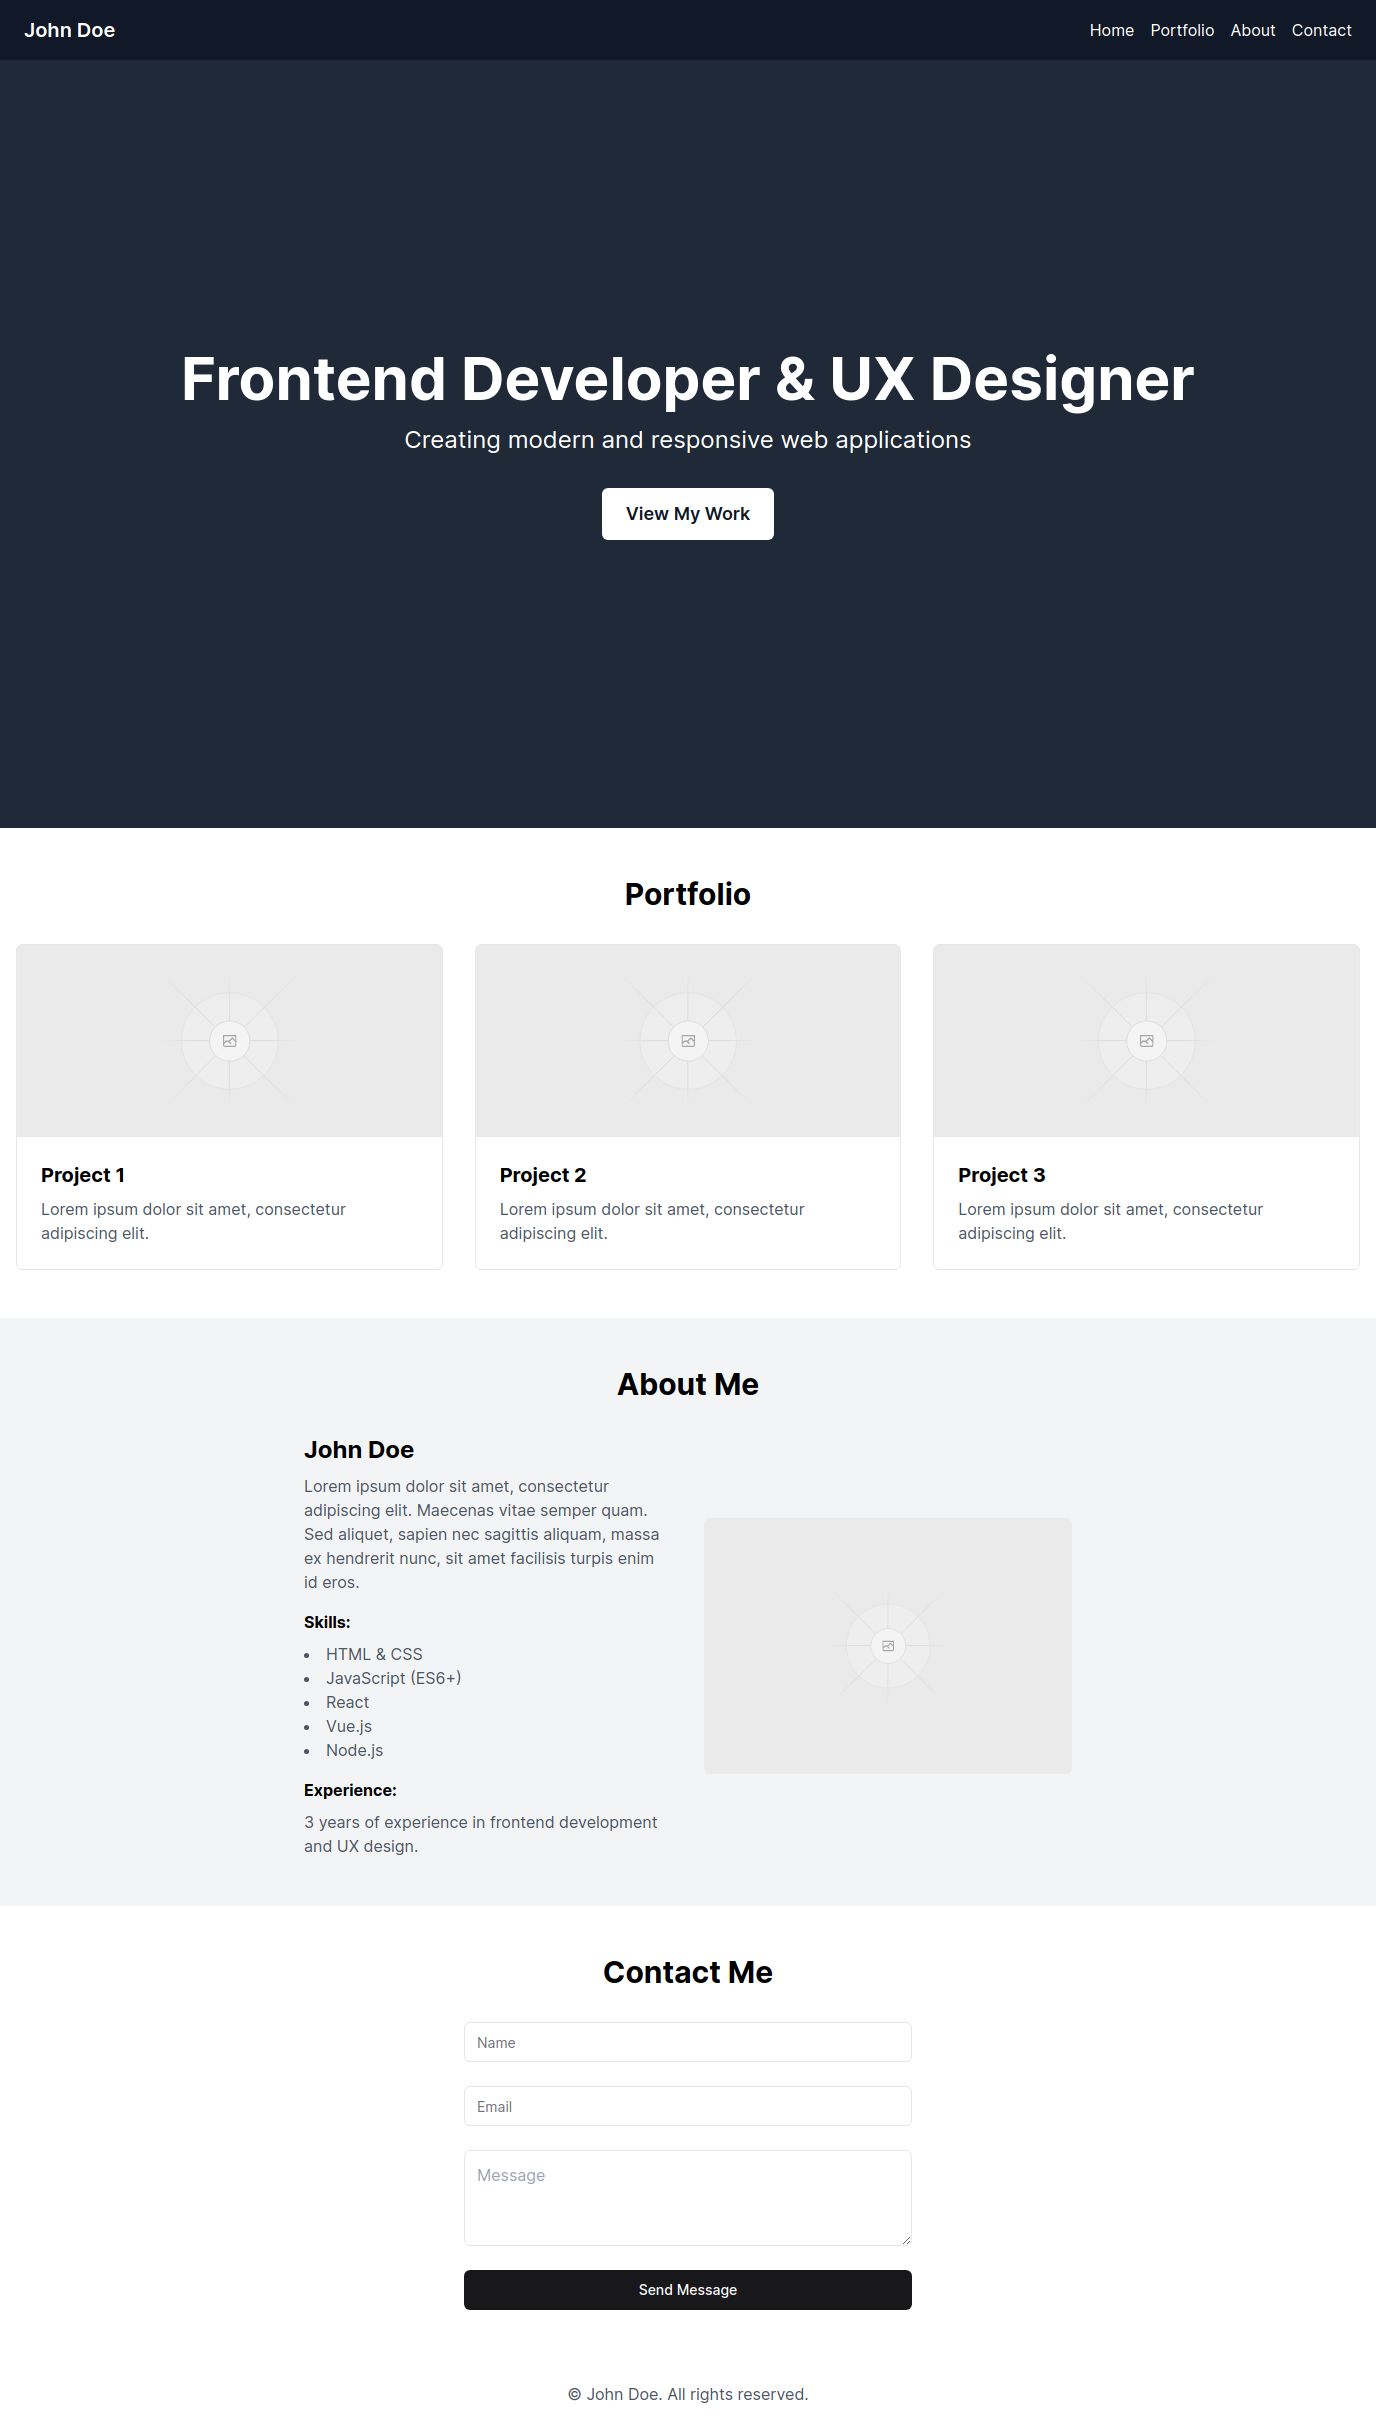 John Doe
Home Portfolio About Contact
Frontend Developer & UX Designer
Creating modern and responsive web applications
View My Work
Portfolio
Project 1
Lorem ipsum dolor sit amet, consectetur
adipiscing elit.
Project 2
Lorem ipsum dolor sit amet, consectetur
adipiscing elit.
Project 3
Lorem ipsum dolor sit amet, consectetur
adipiscing elit.
About Me
John Doe
Lorem ipsum dolor sit amet, consectetur
adipiscing elit. Maecenas vitae semper quam.
Sed aliquet, sapien nec sagittis aliquam, massa
ex hendrerit nunc, sit amet facilisis turpis enim
id eros.
Skills:
• HTML & CSS
• JavaScript (ES6+)
• React
• Vue.js
• Node.js
Experience:
3 years of experience in frontend development
and UX design.
Contact Me
Name
Email
Message
Send Message
© John Doe. All rights reserved.